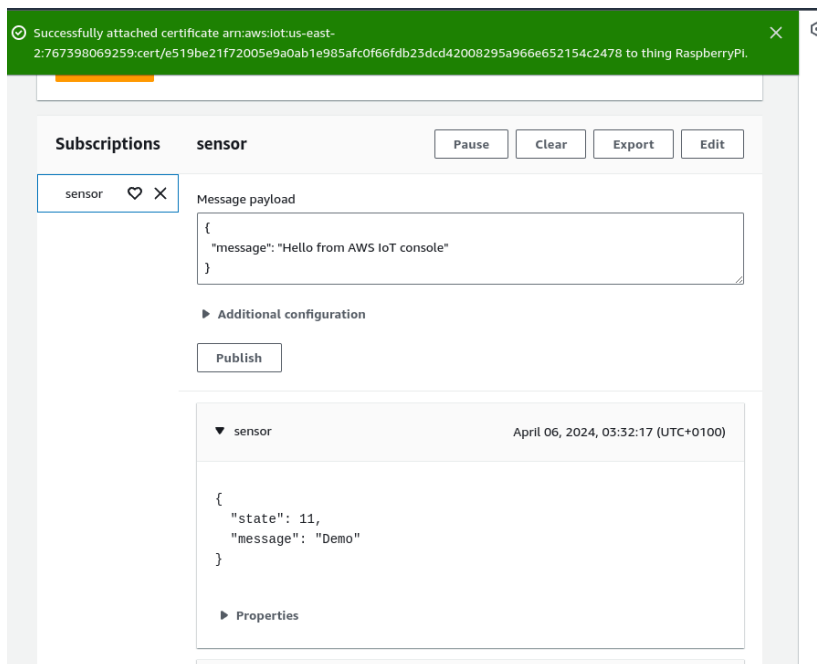 Successfully attached certificate arn:aws:iot:us-east-
2:767398069259:cert/e519be21f72005e9a0ab1e985afc0f66fdb23dcd42008295a966e652154c2478 to thing RaspberryPi.
Subscriptions
sensor
Pause
Clear
Export
Edit
sensor
Message payload
{
"message": "Hello from AWS IoT console"
}
Additional configuration
Publish
sensor
April 06, 2024, 03:32:17 (UTC+0100)
{
"state": 11,
"message": "Demo"
}
Properties